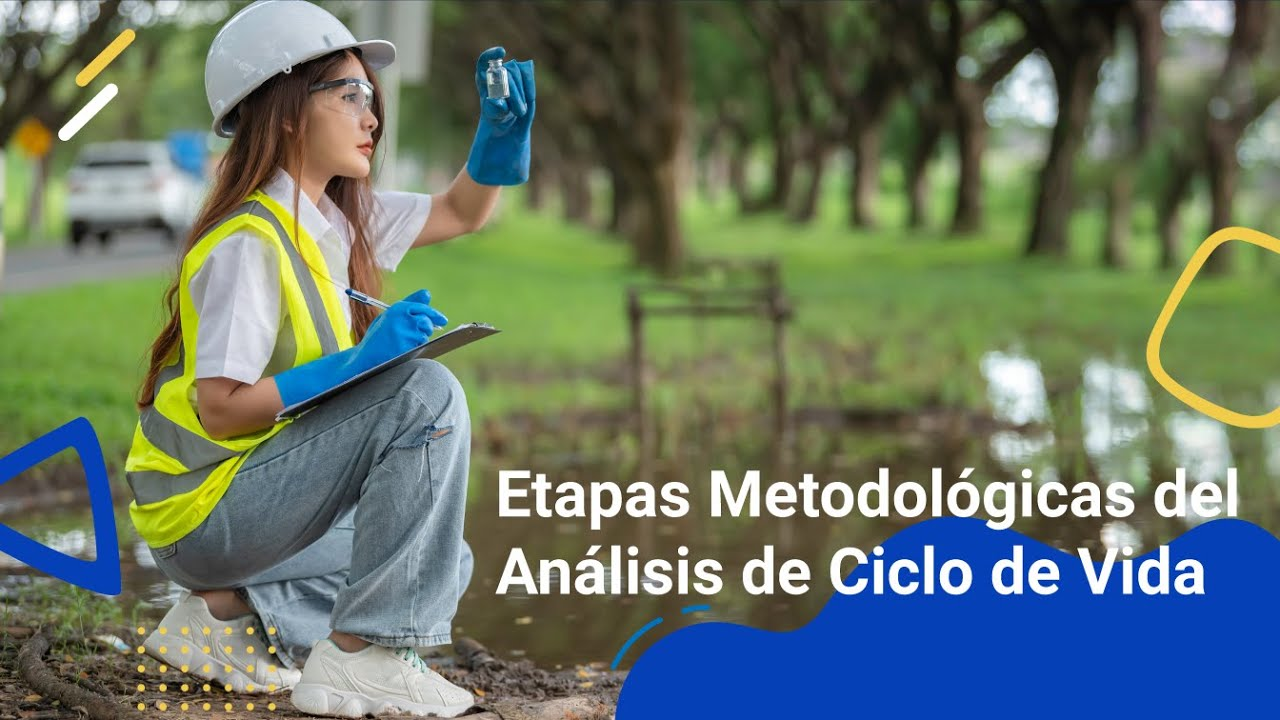 Etapas Metodológicas del
Análisis de Ciclo de Vida